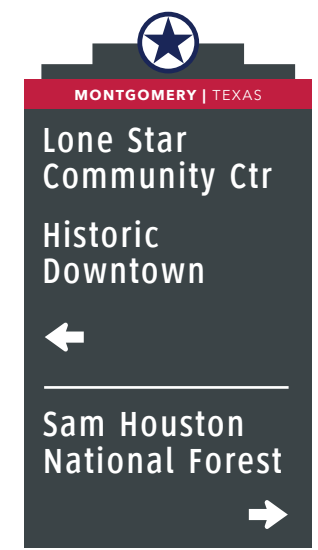 MONTGOMERY | TEXAS
Lone Star
Community Ctr
Historic
Downtown
Sam Houston
National Forest